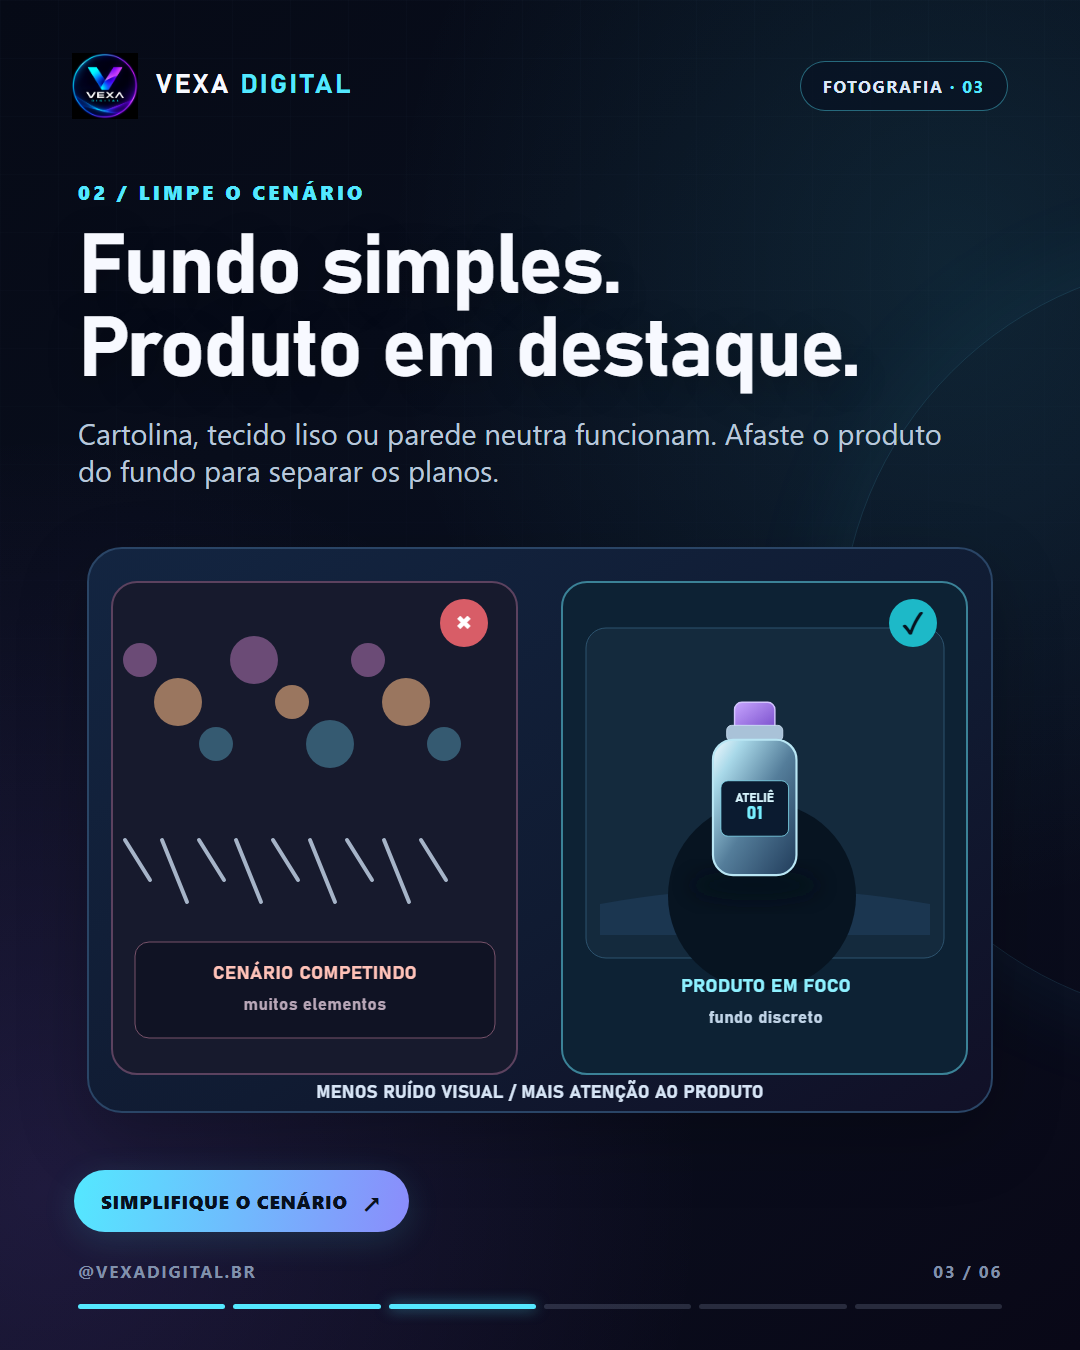 VEXA
DIGITAL
VEXA DIGITAL
FOTOGRAFIA · 03
02 / LIMPE O CENÁRIO
Fundo simples.
Produto em destaque.
Cartolina, tecido liso ou parede neutra funcionam. Afaste o produto
do fundo para separar os planos.
CENÁRIO COMPETINDO
muitos elementos
ATELIÊ
01
PRODUTO EM FOCO
fundo discreto
MENOS RUÍDO VISUAL / MAIS ATENÇÃO AO PRODUTO
SIMPLIFIQUE O CENÁRIO ↗
@VEXADIGITAL.BR
03 / 06